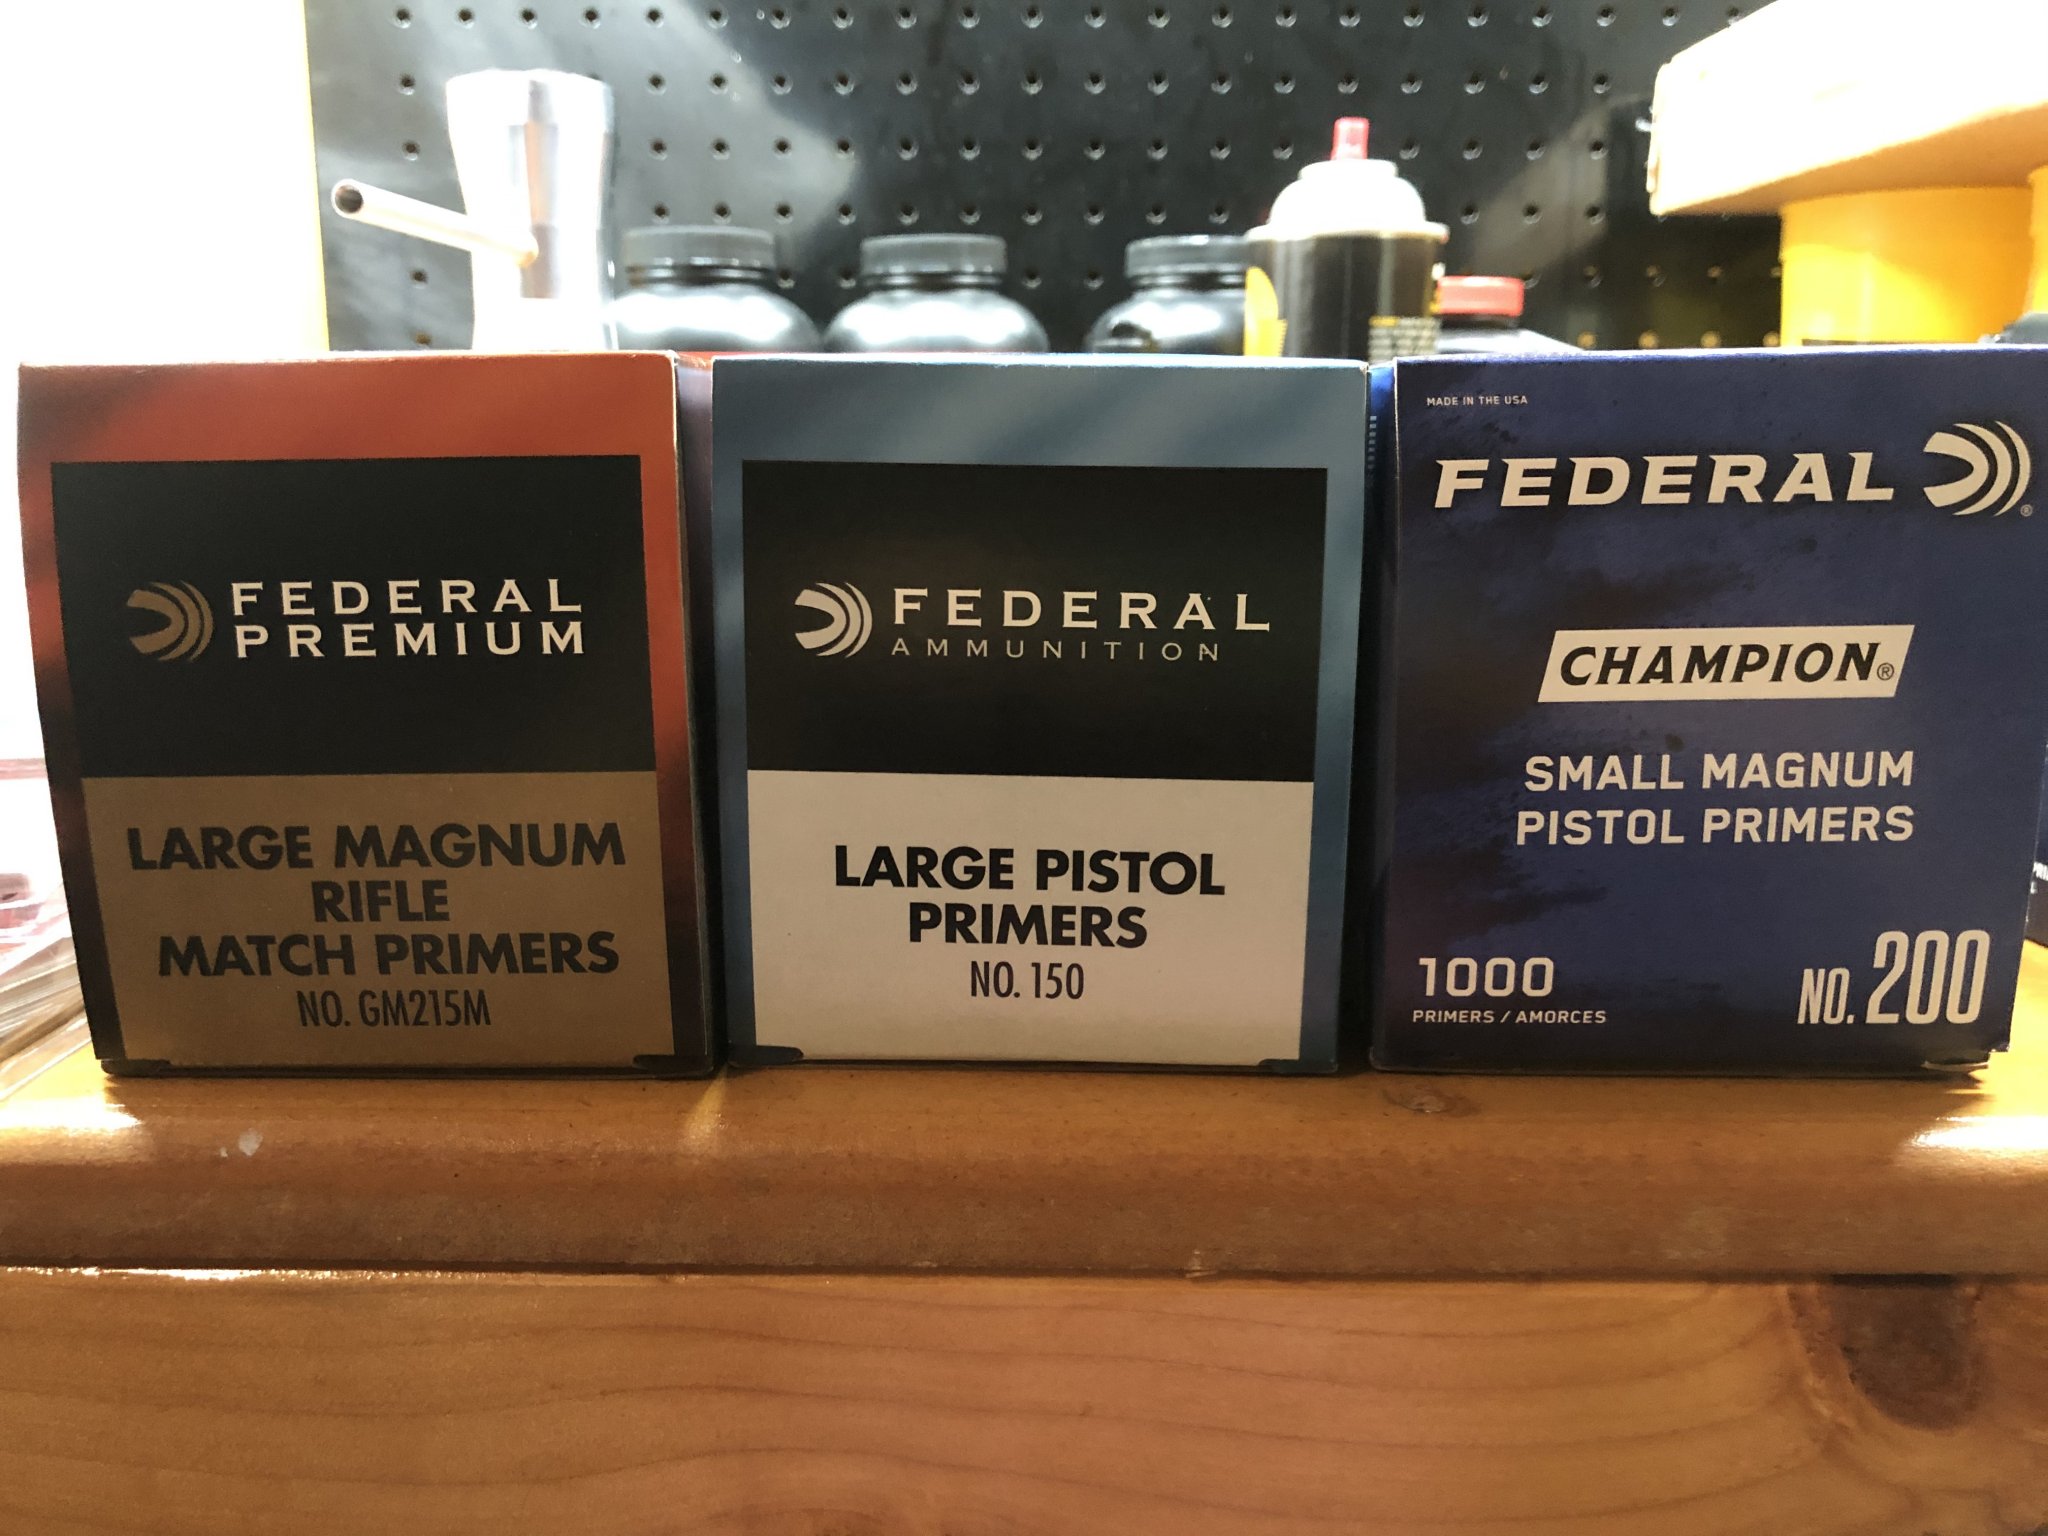 FEDERAL
PREMIUM
LARGE MAGNUM
RIFLE
MATCH PRIMERS
NO. GM215M
FEDERAL
AMMUNITION
LARGE PISTOL
PRIMERS
NO. 150
MADE IN THE USA
FEDERAL ®
CHAMPION®
SMALL MAGNUM
PISTOL PRIMERS
1000
PRIMERS / AMORCES
NO. 200